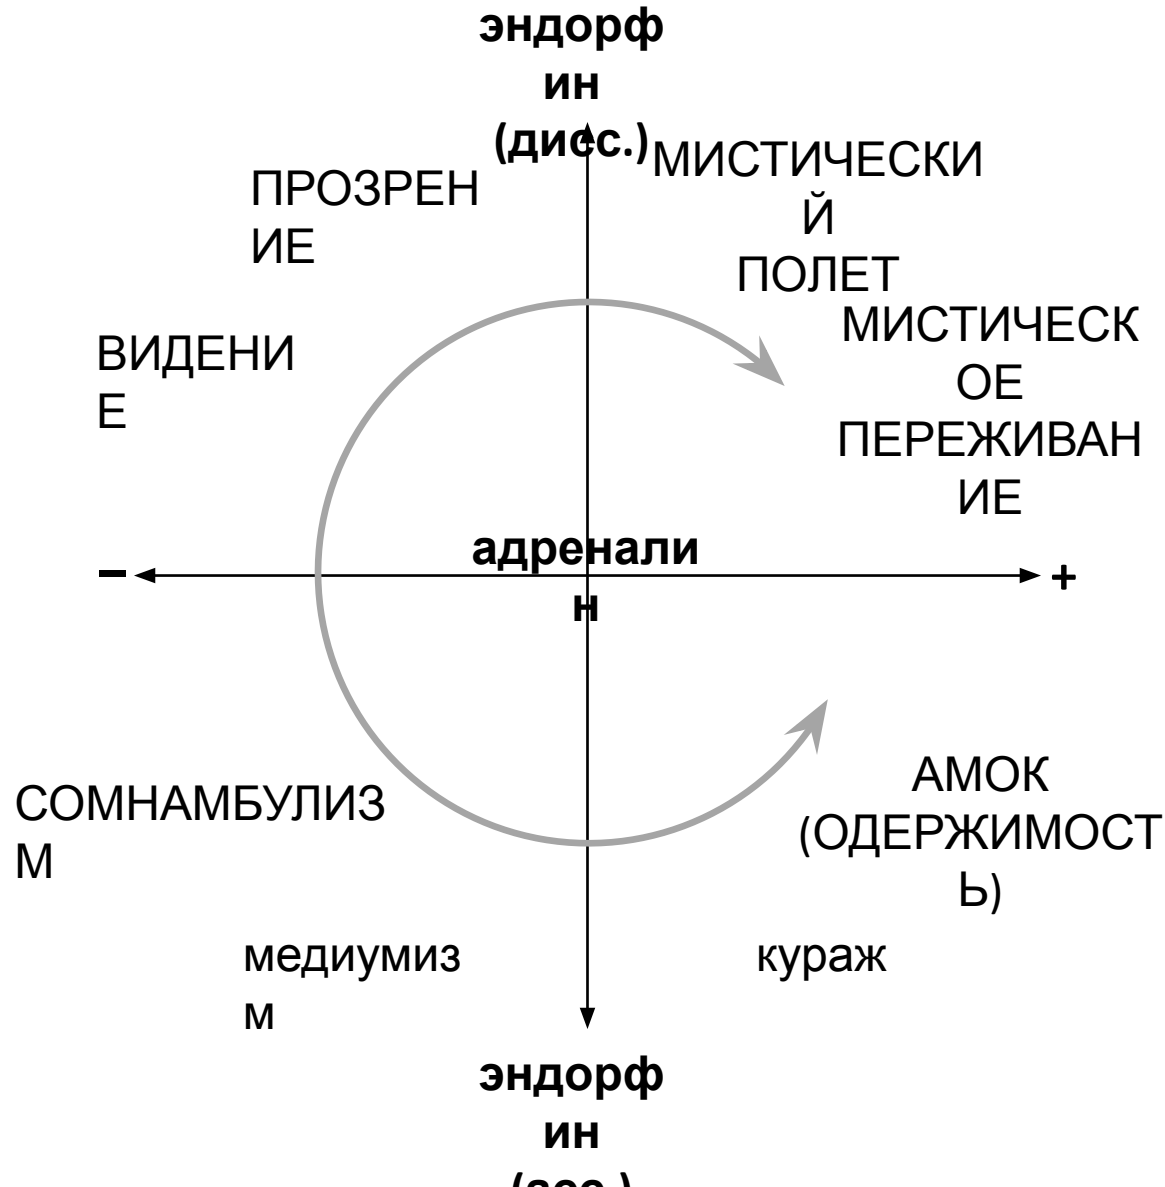 эндорф
ин
(дисс.)
МИСТИЧЕСКИ
Й
ПОЛЕТ
ПРОЗРЕН
ИЕ
МИСТИЧЕСК
ОЕ
ПЕРЕЖИВАН
ИЕ
ВИДЕНИ
Е
адренали
н
–
+
СОМНАМБУЛИЗ
М
АМОК
(ОДЕРЖИМОСТ
Ь)
медиумиз
м
кураж
эндорф
ин
(асс.)